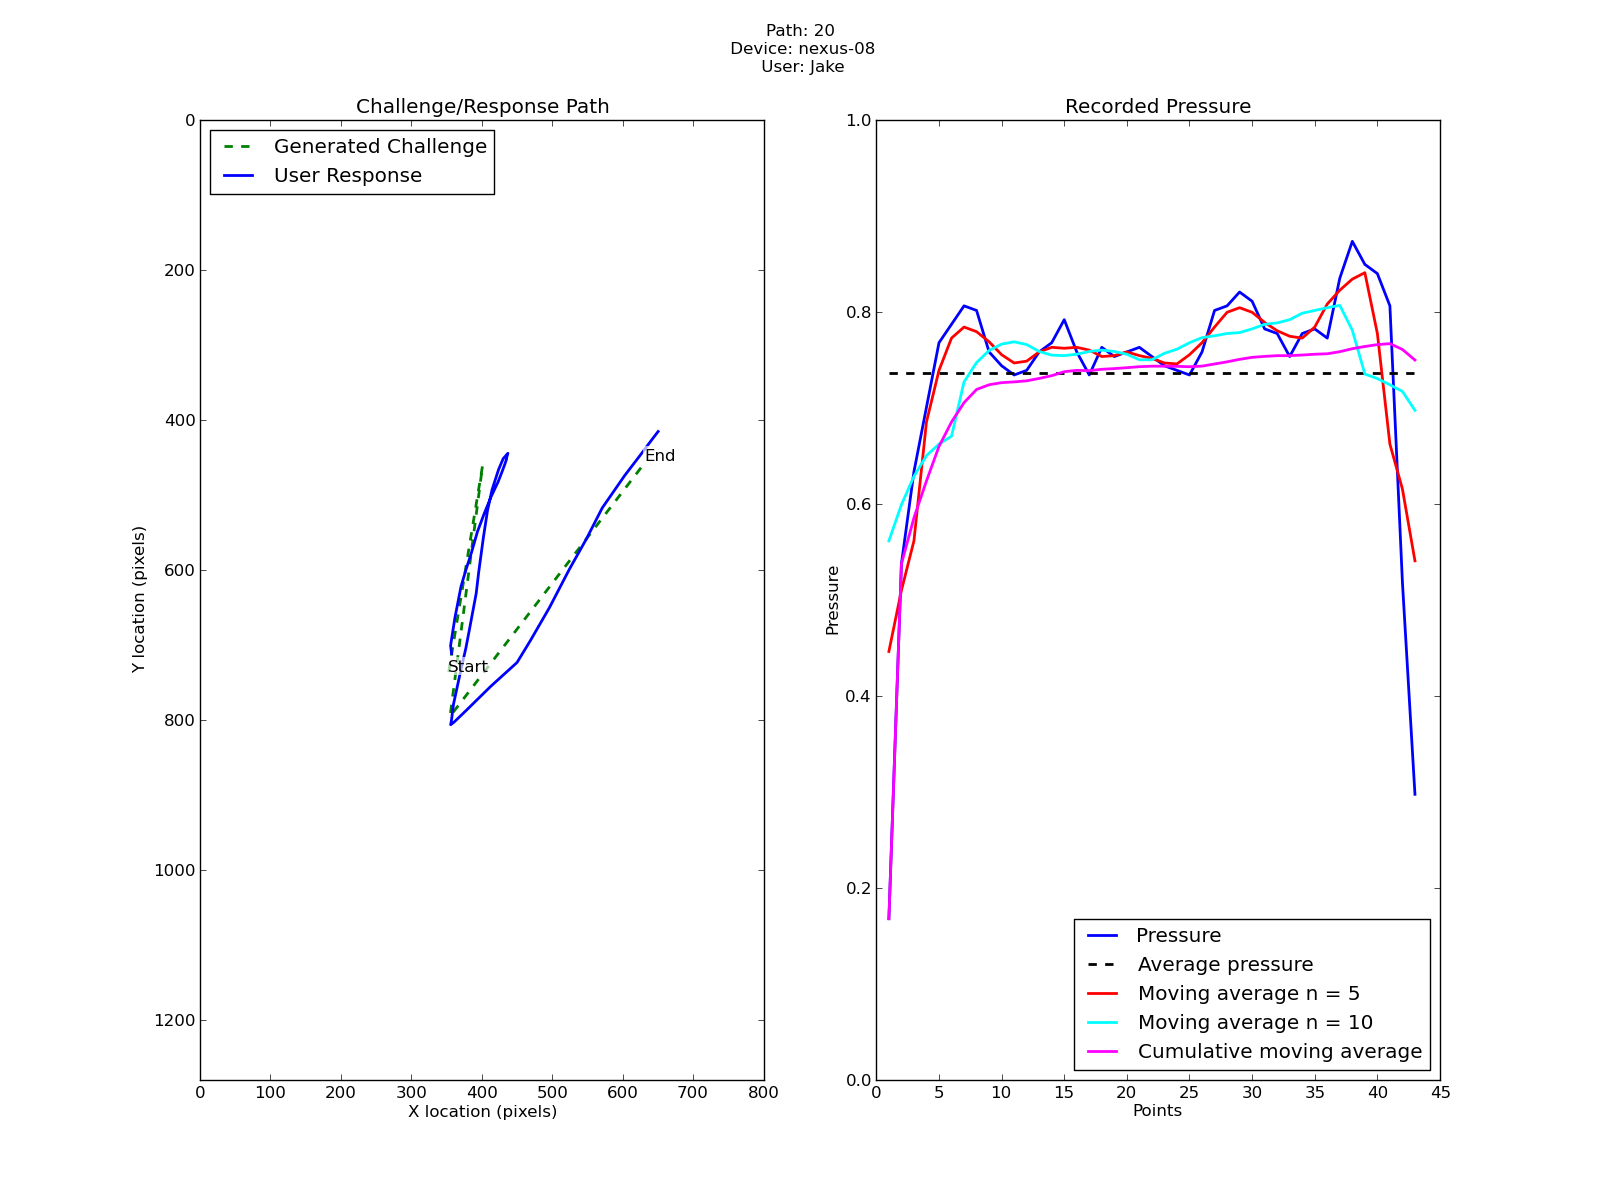 Path: 20
Device: nexus-08
User: Jake
Challenge/Response Path
Generated Challenge
User Response
0
200
400
600
800
1000
1200
Y location (pixels)
Start
End
0 100 200 300 400 500 600 700 800
X location (pixels)
Recorded Pressure
1.0
0.8
0.6
0.4
0.2
0.0
Pressure
Pressure
Average pressure
Moving average n = 5
Moving average n = 10
Cumulative moving average
0 5 10 15 20 25 30 35 40 45
Points